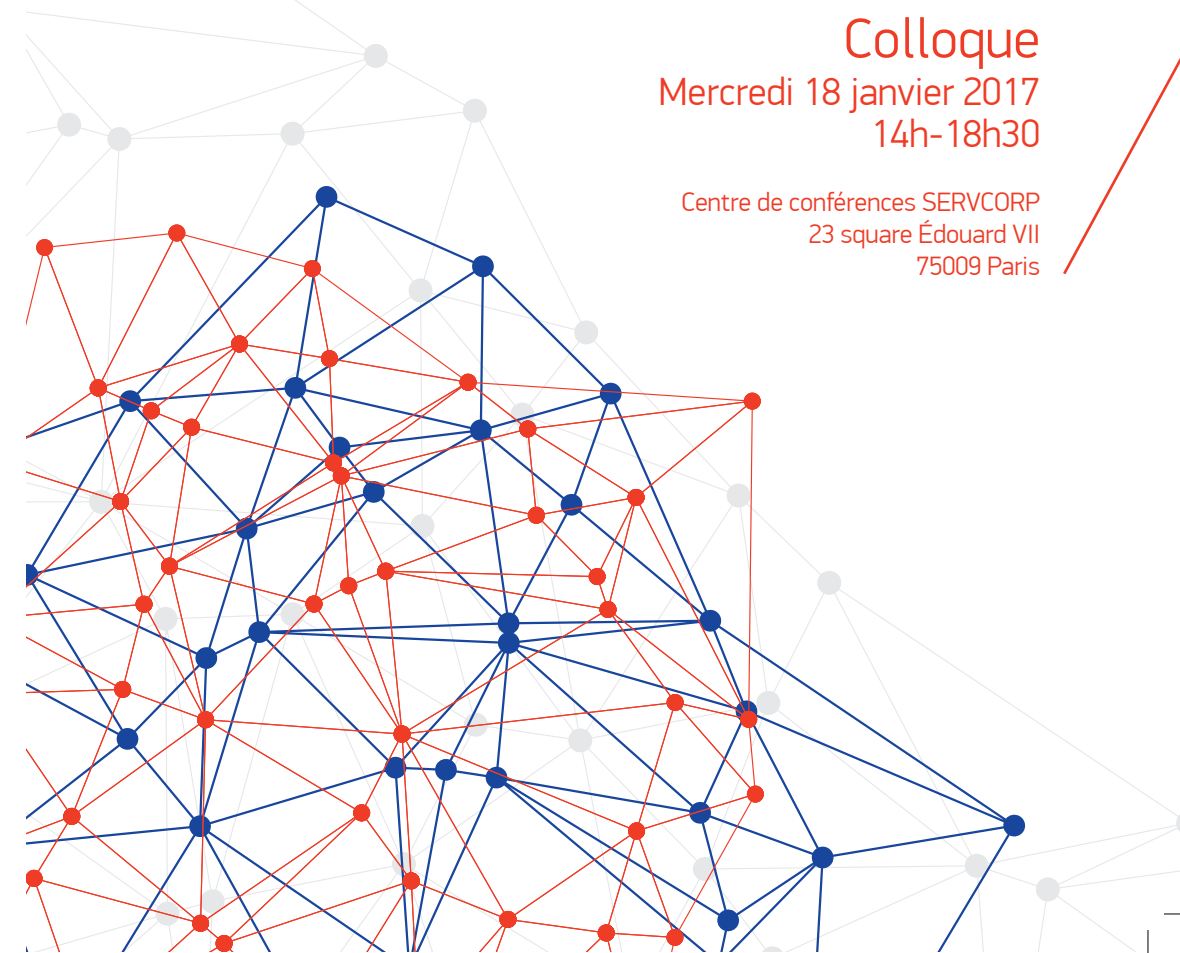 Colloque
Mercredi 18 janvier 2017
14h-18h30
Centre de conférences SERVCORP
23 square Édouard VII
75009 Paris